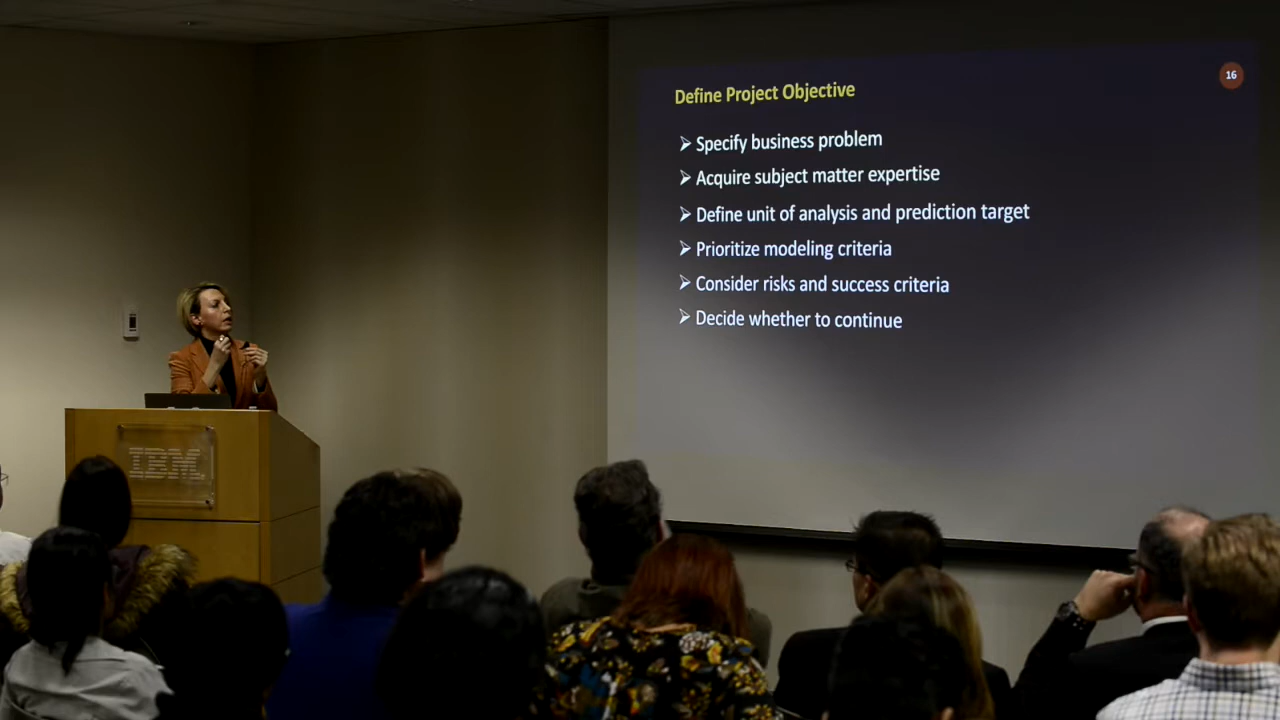 Define Project Objective
16
➢ Specify business problem
➢ Acquire subject matter expertise
➢ Define unit of analysis and prediction target
➢ Prioritize modeling criteria
➢ Consider risks and success criteria
➢ Decide whether to continue
IBM